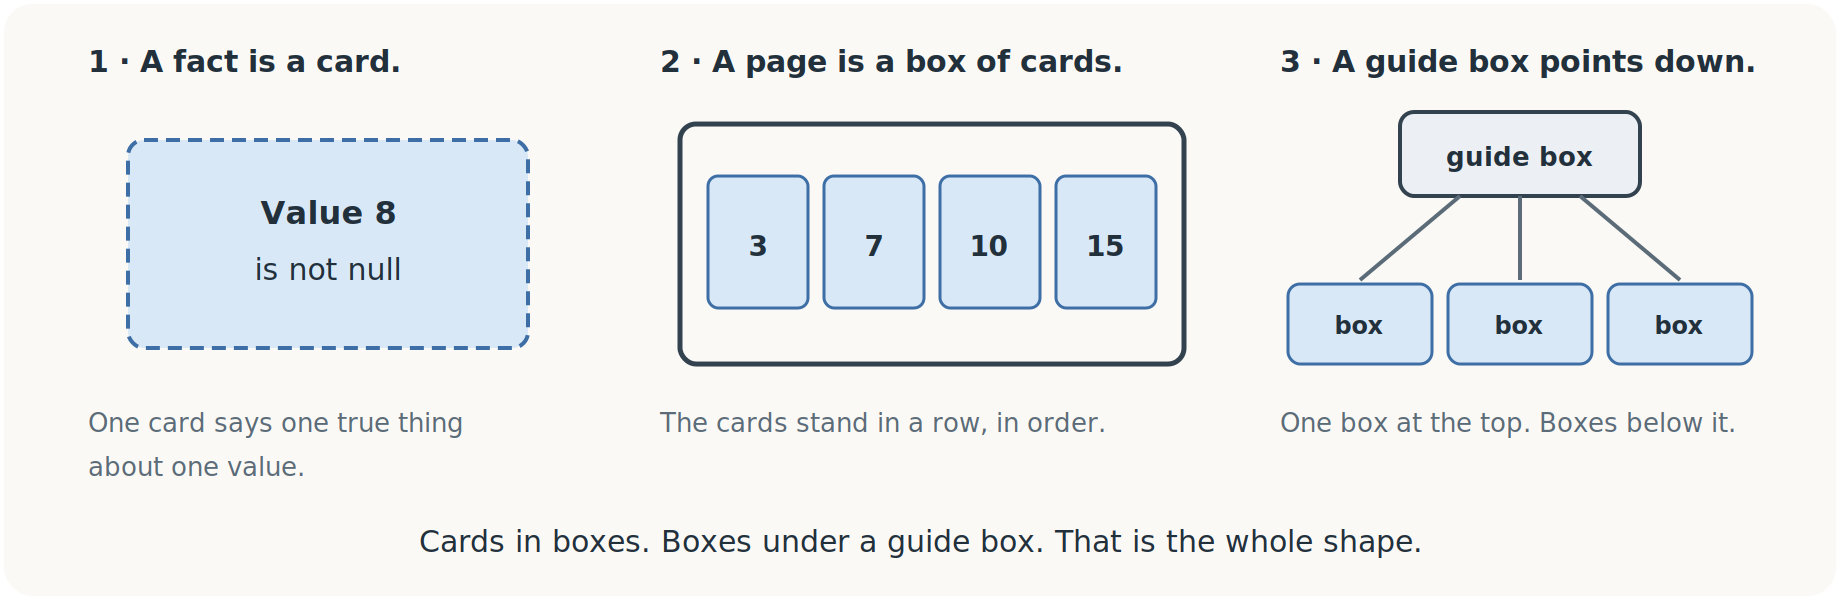 1 · A fact is a card.
Value 8
is not null
One card says one true thing
about one value.
2 · A page is a box of cards.
3
7
10
15
The cards stand in a row, in order.
3 · A guide box points down.
guide box
box
box
box
One box at the top. Boxes below it.
Cards in boxes. Boxes under a guide box. That is the whole shape.